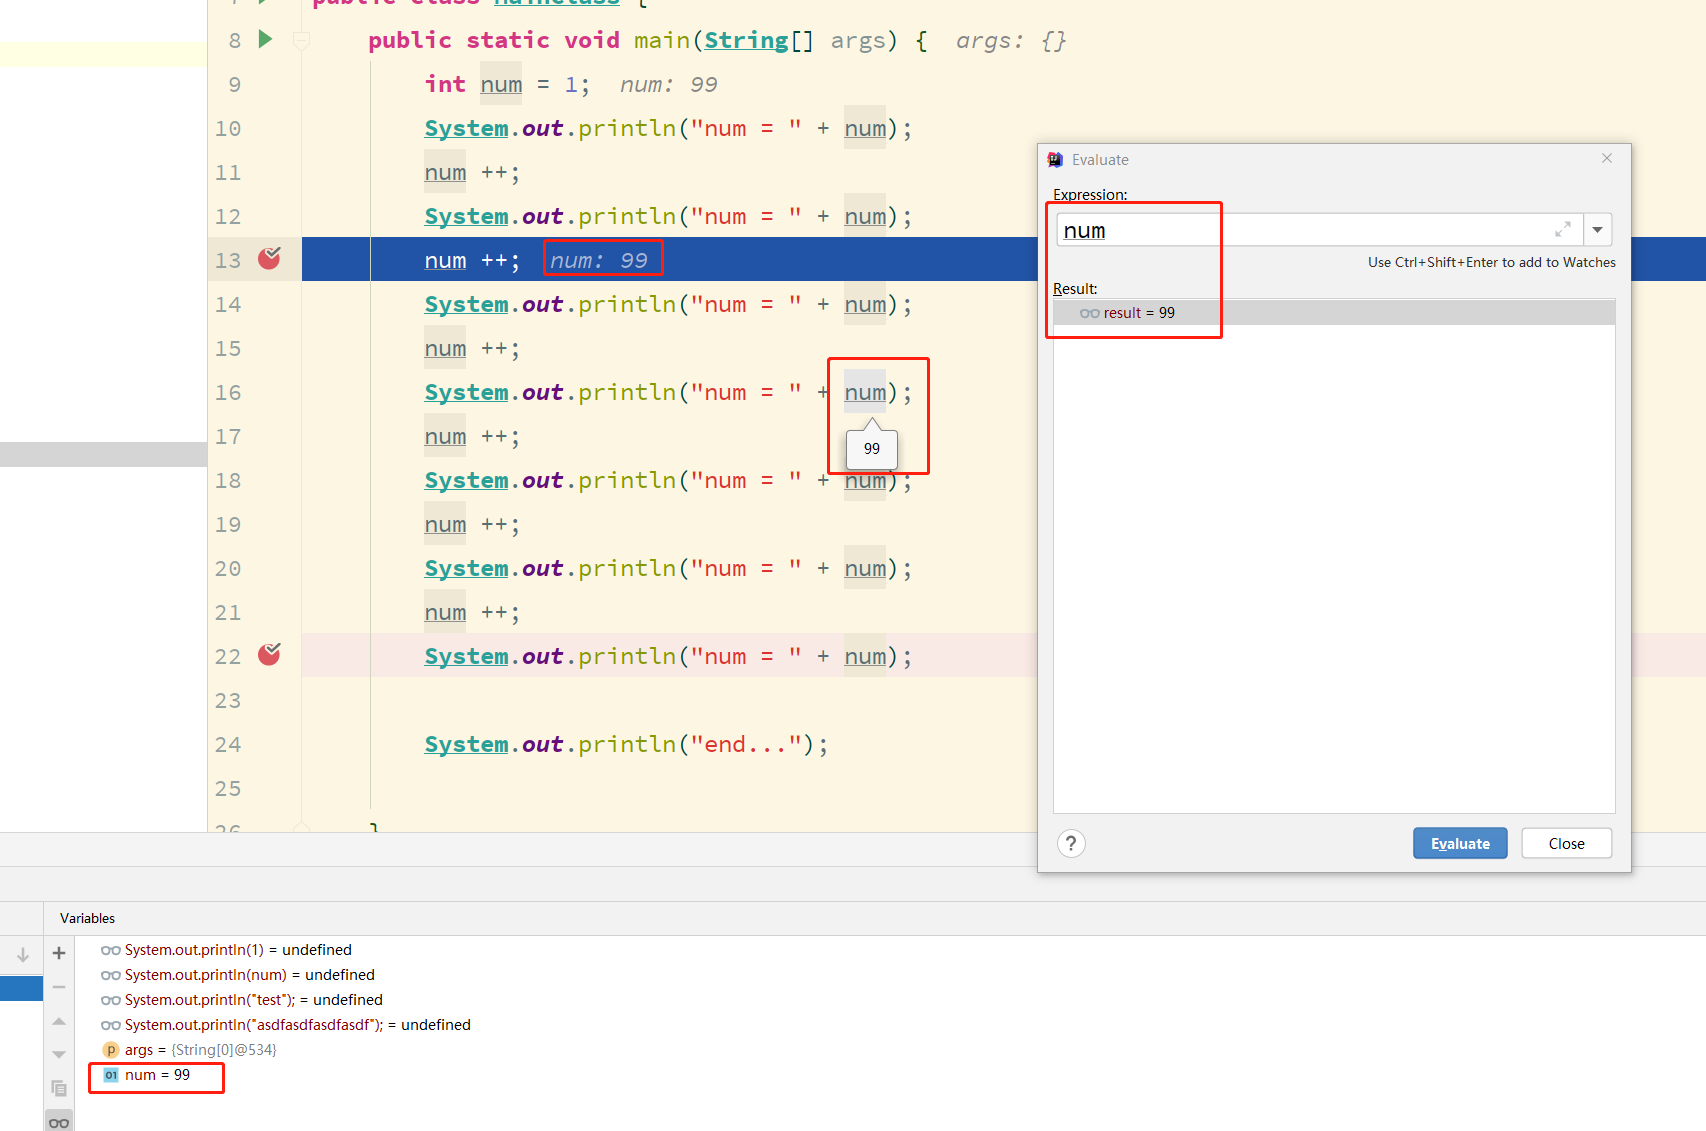 7 public class MainClass {
8 public static void main(String[] args) { args: {}
9 int num = 1; num: 99
10 System.out.println("num = " + num);
11 num ++;
12 System.out.println("num = " + num);
13 num ++; num: 99
14 System.out.println("num = " + num);
15 num ++;
16 System.out.println("num = " + num);
99
17 num ++;
18 System.out.println("num = " + num);
19 num ++;
20 System.out.println("num = " + num);
21 num ++;
22 System.out.println("num = " + num);
23
24 System.out.println("end...");
25
26 }
Evaluate
Expression:
num
Use Ctrl+Shift+Enter to add to Watches
Result:
result = 99
?
Evaluate
Close
Variables
System.out.println(1) = undefined
System.out.println(num) = undefined
System.out.println("test"); = undefined
System.out.println("asdfasdfasdfasdf"); = undefined
p args = {String[0]@534}
01 num = 99